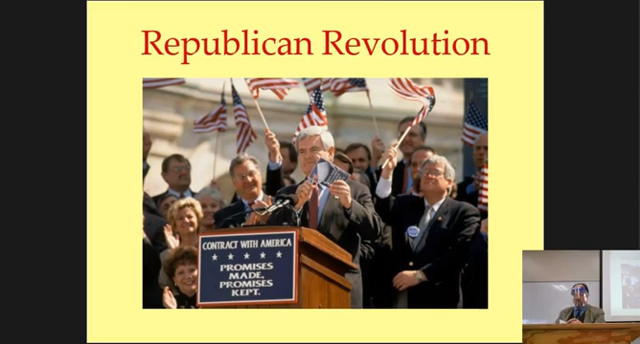 Republican Revolution
CONTRACT WITH AMERICA
PROMISES
MADE,
PROMISES
KEPT.